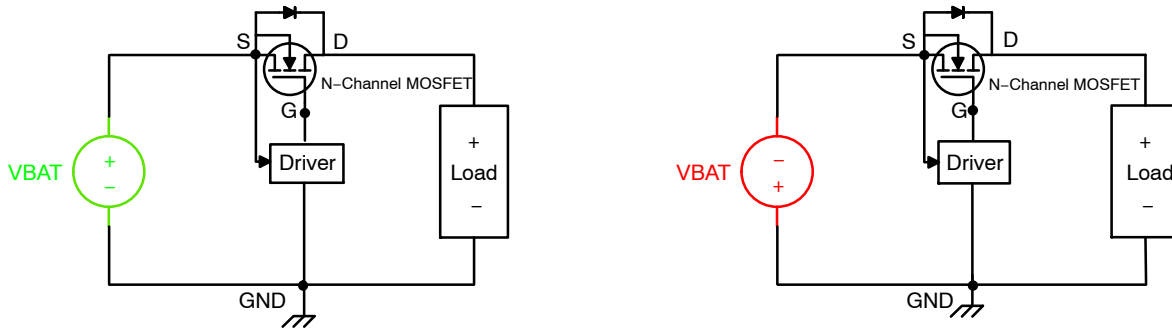 S
D
N−Channel MOSFET
G
VBAT
+
−
Driver
+
Load
−
GND
S
D
N−Channel MOSFET
G
VBAT
−
+
Driver
+
Load
−
GND